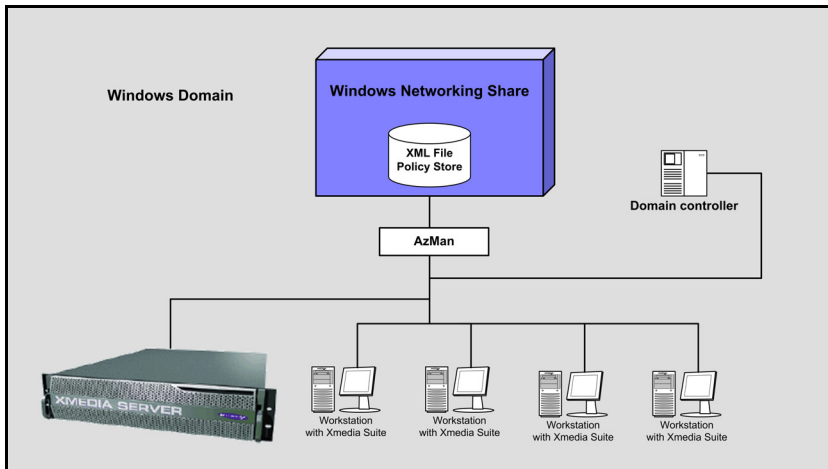 Windows Domain
Windows Networking Share
XML File
Policy Store
Domain controller
AzMan
XMEDIA SERVER
Workstation
with Xmedia Suite
Workstation
with Xmedia Suite
Workstation
with Xmedia Suite
Workstation
with Xmedia Suite